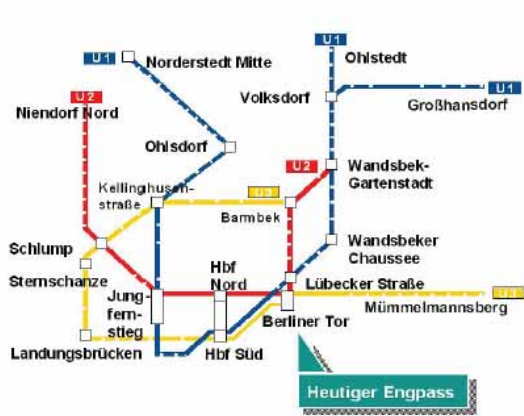 U1
Norderstedt Mitte
U1
Ohlstedt
U2
Niendorf Nord
Volksdorf
U1
Großhansdorf
Ohlsdorf
Kellinghusen-
straße
U3
Barmbek
U2
Wandsbek-
Gartenstadt
Schlump
Sternschanze
Wandsbeker
Chaussee
Jung-
fern-
stieg
Hbf
Nord
Lübecker Straße
U3
Mümmelmannsberg
Berliner Tor
Landungsbrücken
Hbf Süd
Heutiger Engpass